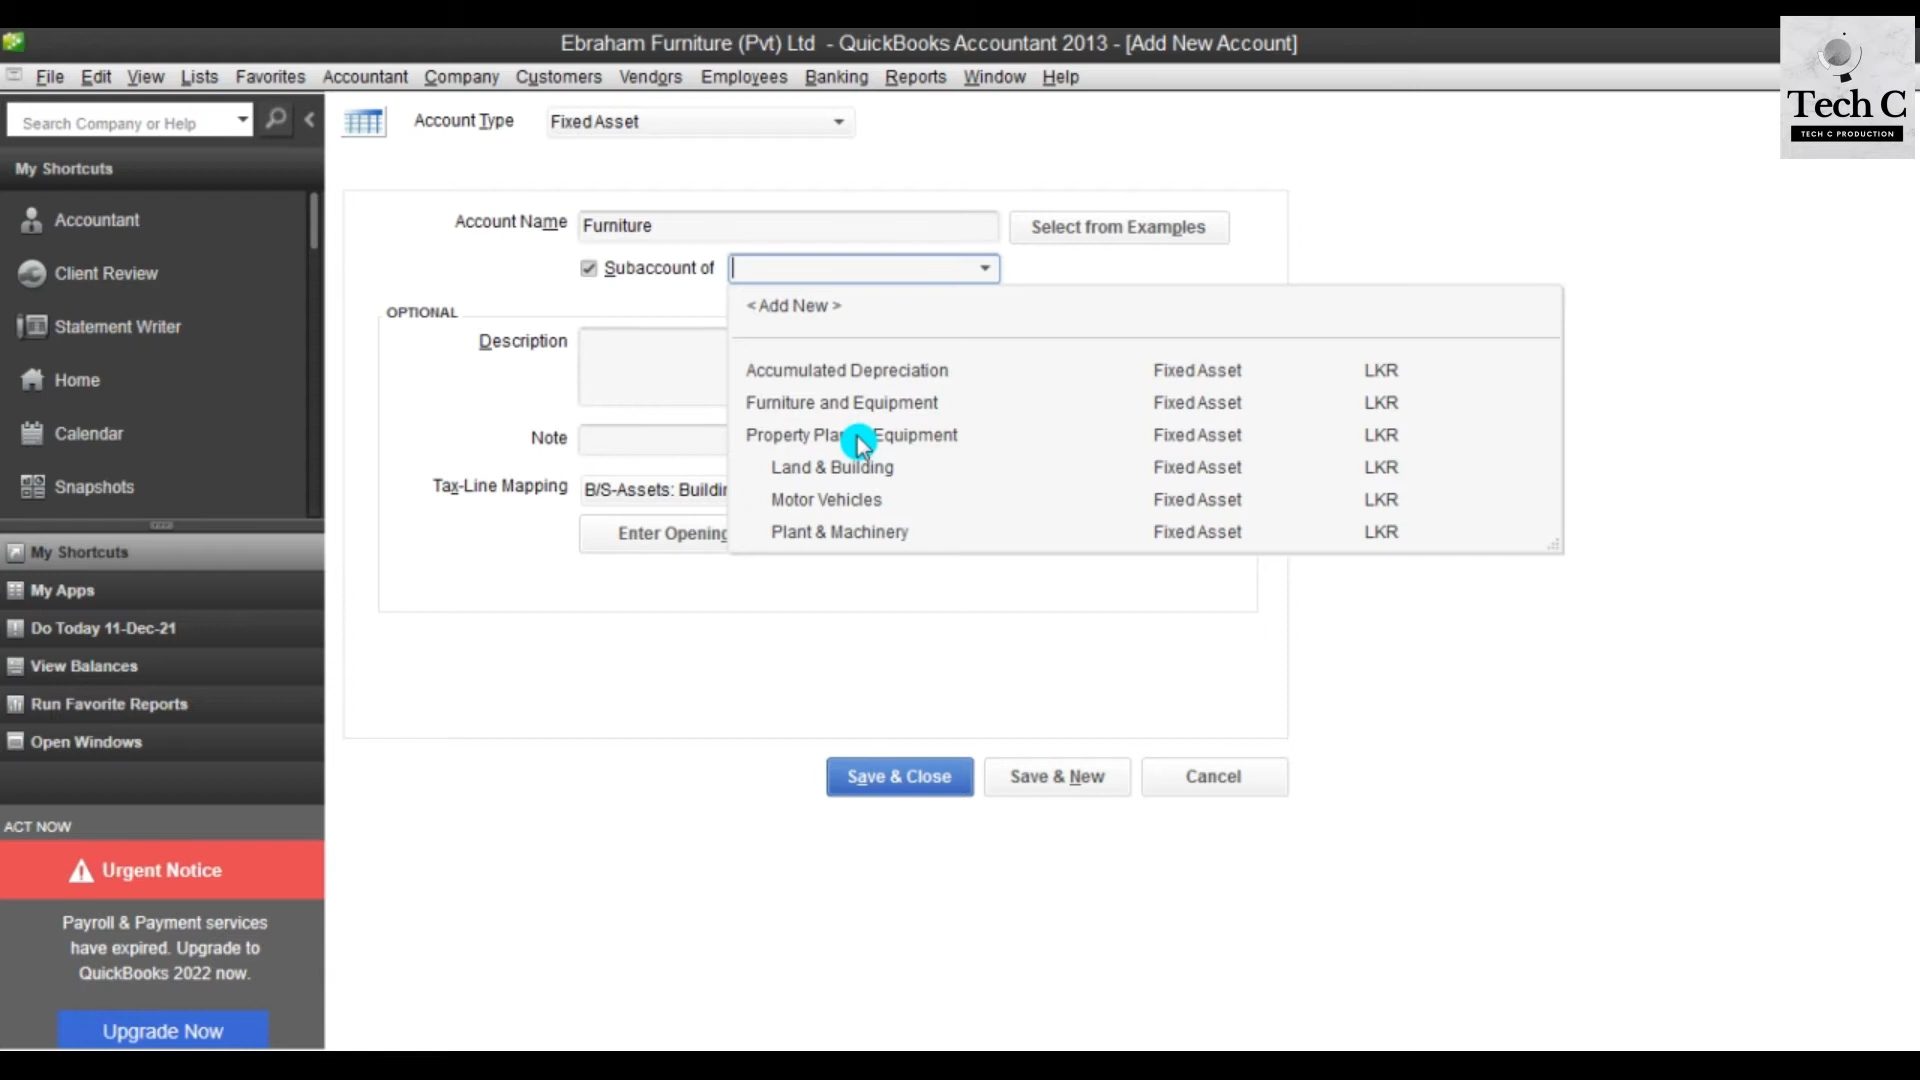 Ebraham Furniture (Pvt) Ltd - QuickBooks Accountant 2013 - [Add New Account]
File Edit View Lists Favorites Accountant Company Customers Vendors Employees Banking Reports Window Help
Tech C
TECH C PRODUCTION
Search Company or Help
My Shortcuts
Accountant
Client Review
Statement Writer
Home
Calendar
Snapshots
My Shortcuts
My Apps
Do Today 11-Dec-21
View Balances
Run Favorite Reports
Open Windows
ACT NOW
Urgent Notice
Payroll & Payment services
have expired. Upgrade to
QuickBooks 2022 now.
Upgrade Now
Account Type Fixed Asset
Account Name Furniture Select from Examples
Subaccount of
< Add New >
Accumulated Depreciation Fixed Asset LKR
Furniture and Equipment Fixed Asset LKR
Property Equipment Fixed Asset LKR
Land & Building Fixed Asset LKR
Motor Vehicles Fixed Asset LKR
Plant & Machinery Fixed Asset LKR
OPTIONAL
Description
Note
Tax-Line Mapping B/S-Assets:
Enter Opening
Save & Close Save & New Cancel